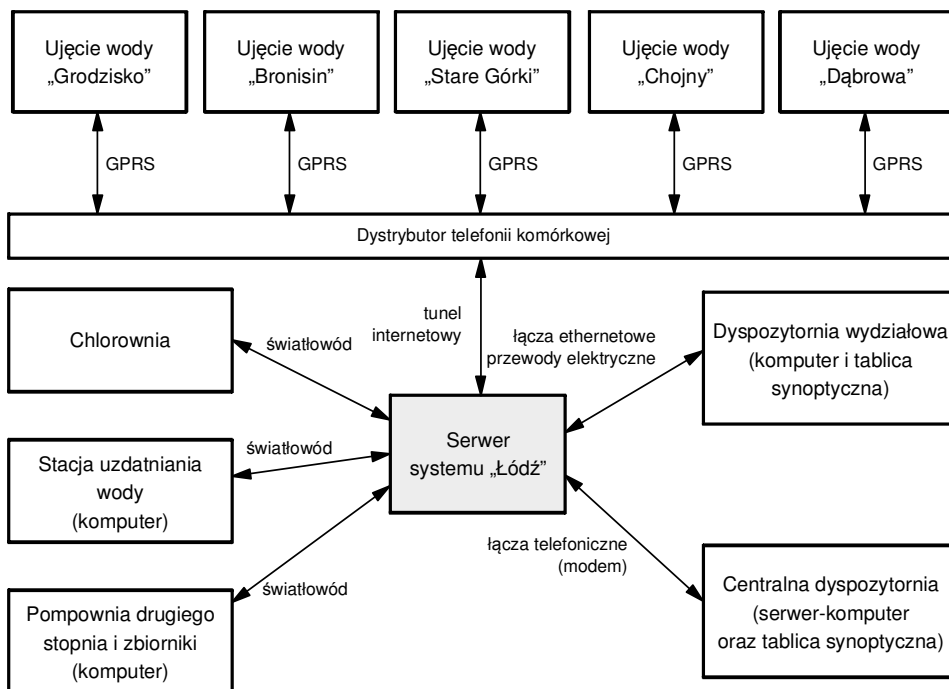 Ujęcie wody
„Grodzisko”
Ujęcie wody
„Bronisin”
Ujęcie wody
„Stare Górki”
Ujęcie wody
„Chojny”
Ujęcie wody
„Dąbrowa”
GPRS
GPRS
GPRS
GPRS
GPRS
Dystrybutor telefonii komórkowej
Chlorownia
światłowód
tunel
internetowy
łącza ethernetowe
przewody elektryczne
Dyspozytornia wydziałowa
(komputer i tablica
synoptyczna)
Stacja uzdatniania
wody
(komputer)
światłowód
Serwer
systemu „Łódź”
Pompownia drugiego
stopnia i zbiorniki
(komputer)
światłowód
łącza telefoniczne
(modem)
Centralna dyspozytornia
(serwer-komputer
oraz tablica synoptyczna)